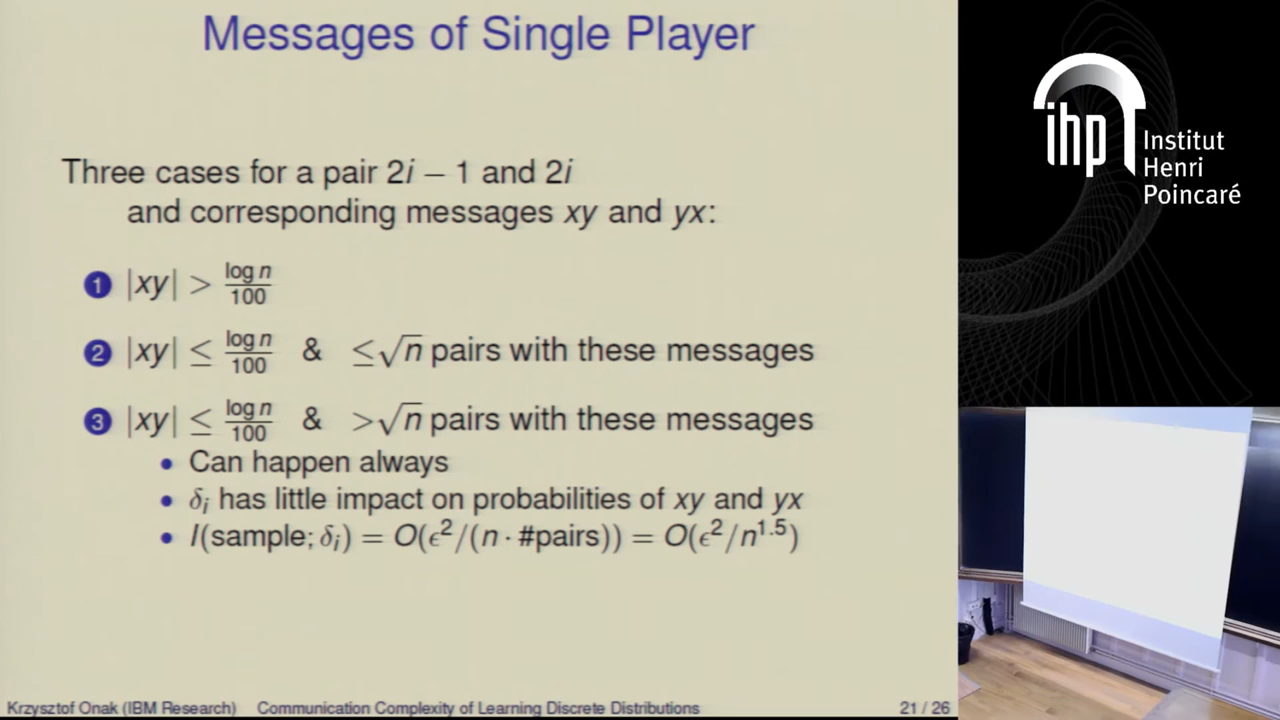 Messages of Single Player
Three cases for a pair 2i − 1 and 2i
and corresponding messages xy and yx:
1 |xy| > log n / 100
2 |xy| ≤ log n / 100 & ≤ √n pairs with these messages
3 |xy| ≤ log n / 100 & > √n pairs with these messages
• Can happen always
• δi has little impact on probabilities of xy and yx
• I(sample; δi) = O(ϵ²/(n · #pairs)) = O(ϵ²/n^1.5)
Krzysztof Onak (IBM Research) Communication Complexity of Learning Discrete Distributions 21 / 26
ihp
Institut
Henri
Poincaré